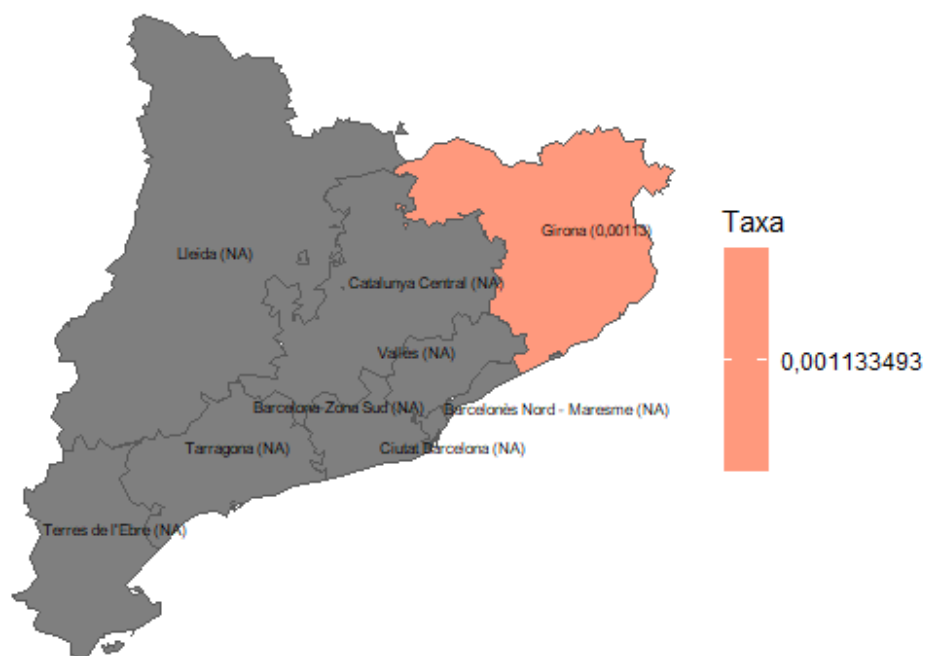 Taxa
Girona (0,00113)
Lleida (NA)
Catalunya Central (NA)
Vallès (NA)
0,001133493
Barcelona-Zona Sud (NA)
Barcelonès Nord - Maresme (NA)
Tarragona (NA)
Ciutat Barcelona (NA)
Terres de l'Ebre (NA)